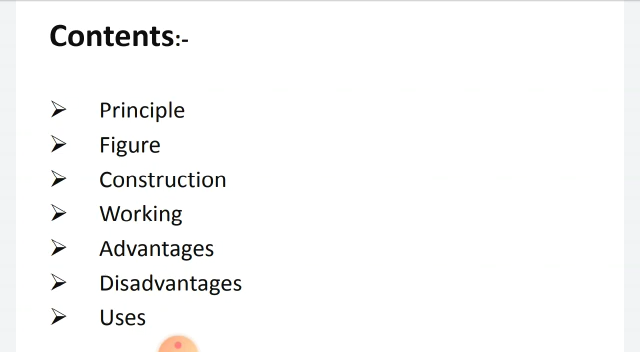 Contents:-
➢ Principle
➢ Figure
➢ Construction
➢ Working
➢ Advantages
➢ Disadvantages
➢ Uses